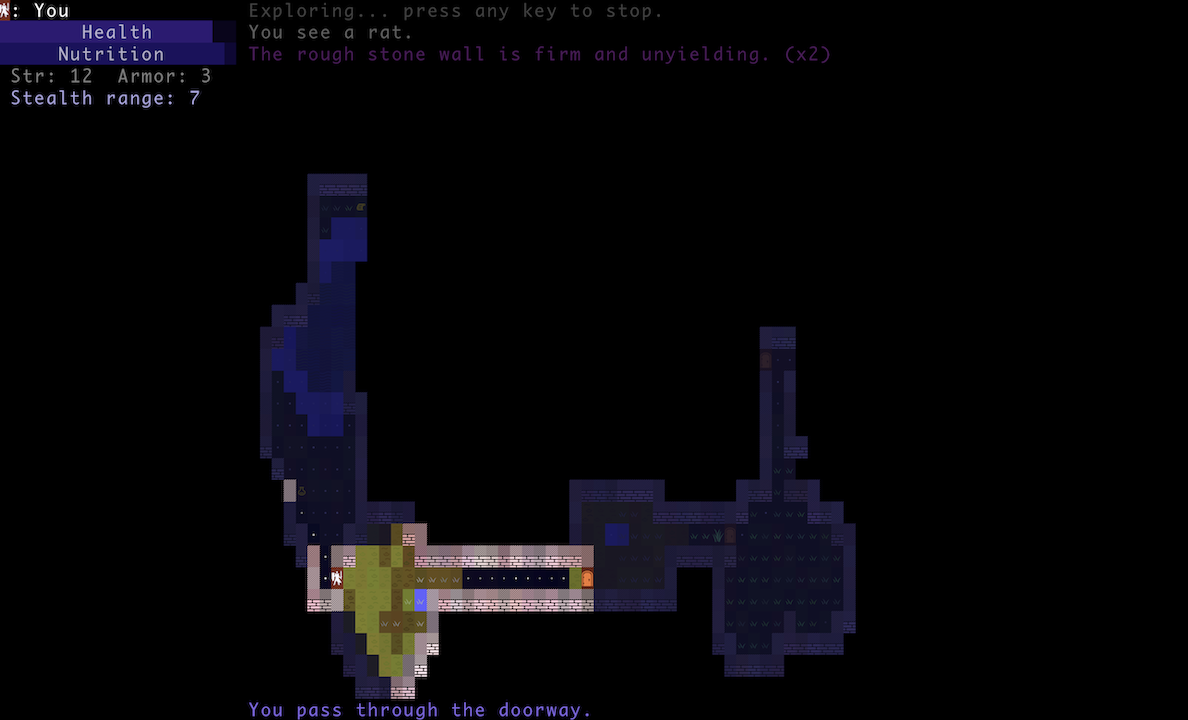 : You
Health
Nutrition
Str: 12  Armor: 3
Stealth range: 7
Exploring... press any key to stop.
You see a rat.
The rough stone wall is firm and unyielding. (x2)
You pass through the doorway.